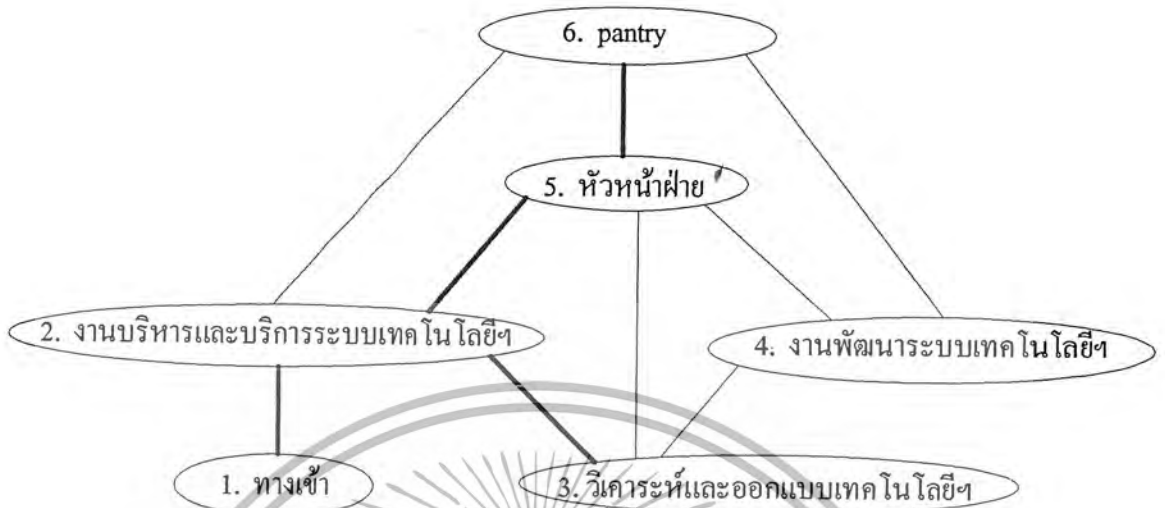 6. pantry
5. หัวหน้าฝ่าย
2. งานบริหารและบริการระบบเทคโนโลยีฯ
4. งานพัฒนาระบบเทคโนโลยีฯ
1. ทางเข้า
3. วิเคาระห์และออกแบบเทคโนโลยีฯ